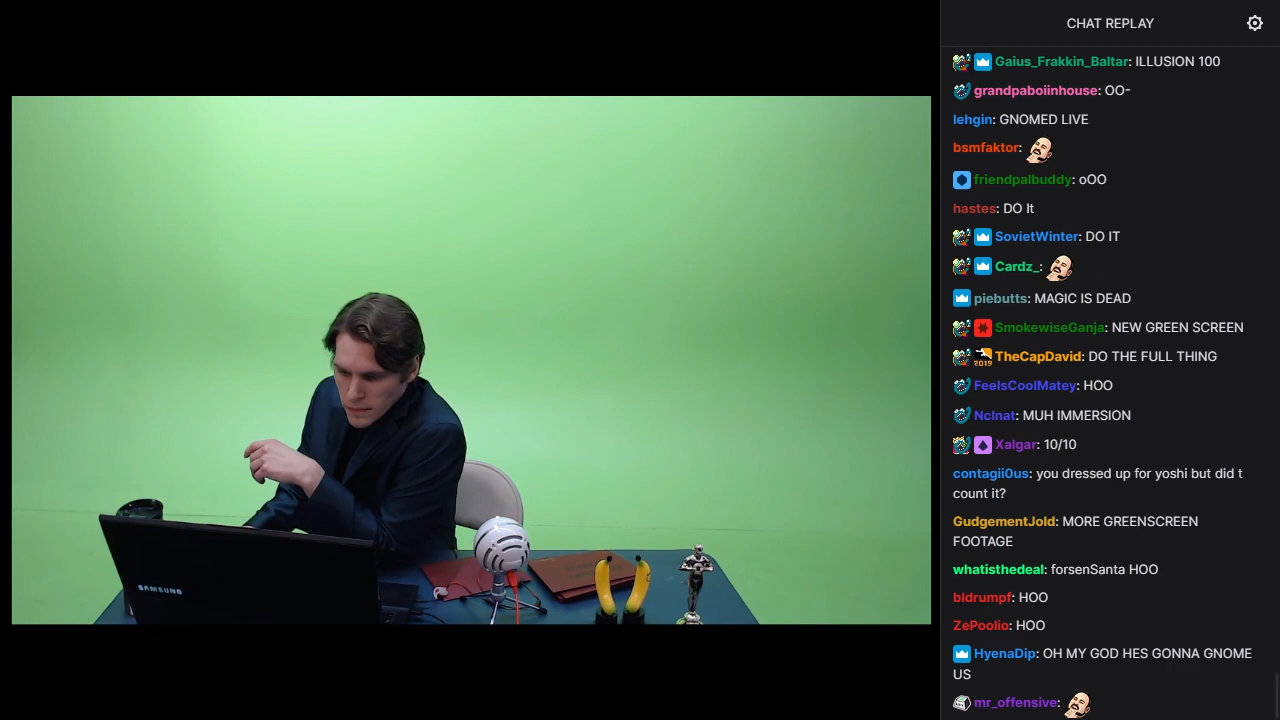 CHAT REPLAY
Gaius_Frakkin_Baltar: ILLUSION 100
grandpaboiinhouse: OO-
lehgin: GNOMED LIVE
bsmfaktor:
friendpalbuddy: oOO
hastes: DO It
SovietWinter: DO IT
Cardz_:
piebutts: MAGIC IS DEAD
SmokewiseGanja: NEW GREEN SCREEN
2019 TheCapDavid: DO THE FULL THING
FeelsCoolMatey: HOO
NcInat: MUH IMMERSION
Xalgar: 10/10
contagii0us: you dressed up for yoshi but did t
count it?
GudgementJold: MORE GREENSCREEN
FOOTAGE
whatisthedeal: forsenSanta HOO
bldrumpf: HOO
ZePoolio: HOO
HyenaDip: OH MY GOD HES GONNA GNOME
US
mr_offensive:
SAMSUNG